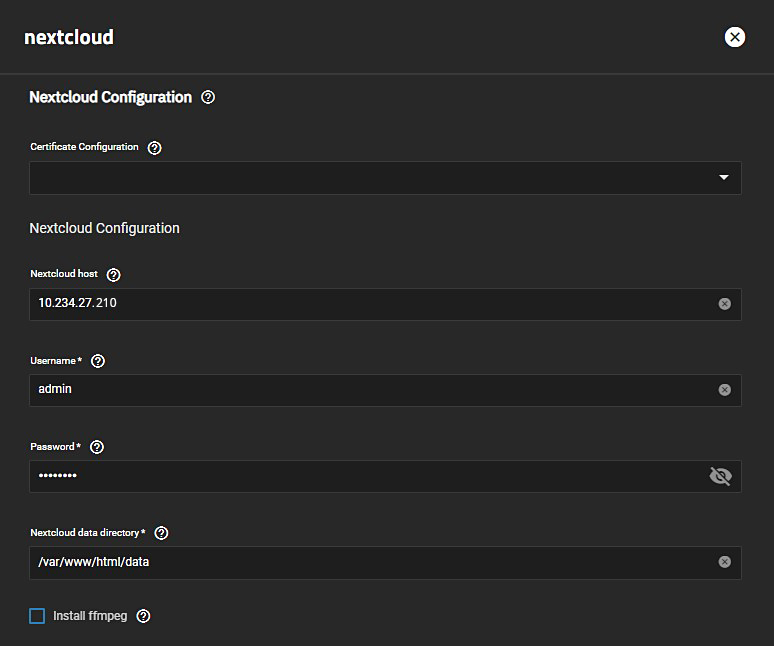 nextcloud
Nextcloud Configuration
Certificate Configuration
Nextcloud Configuration
Nextcloud host
10.234.27.210
Username *
admin
Password *
••••••••
Nextcloud data directory *
/var/www/html/data
Install ffmpeg